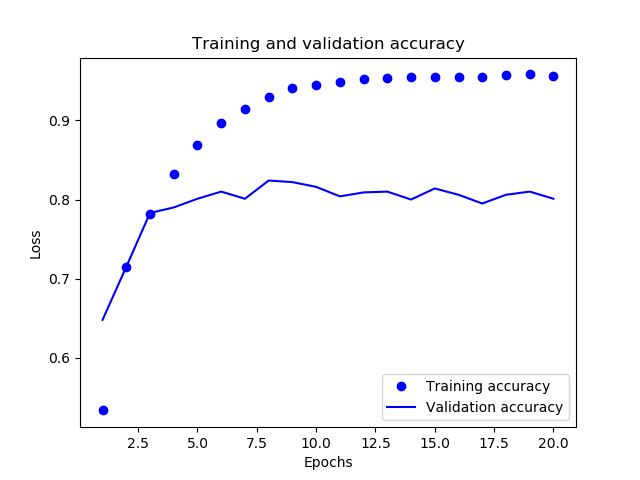 Training and validation accuracy
0.9
0.8
0.7
0.6
Loss
Training accuracy
Validation accuracy
2.5 5.0 7.5 10.0 12.5 15.0 17.5 20.0
Epochs